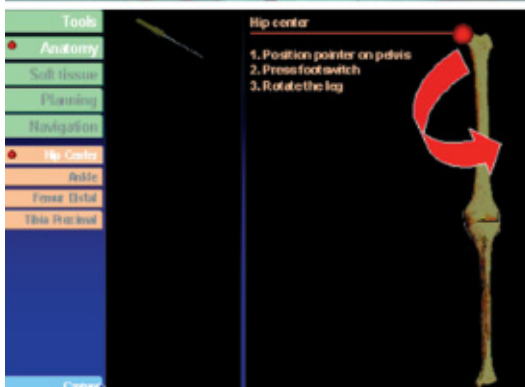 Tools
Anatomy
Soft tissue
Planning
Navigation
Hip Center
Ankle
Femur Distal
Tibia Proximal
Hip center
1. Position pointer on pelvis
2. Press footswitch
3. Rotate the leg